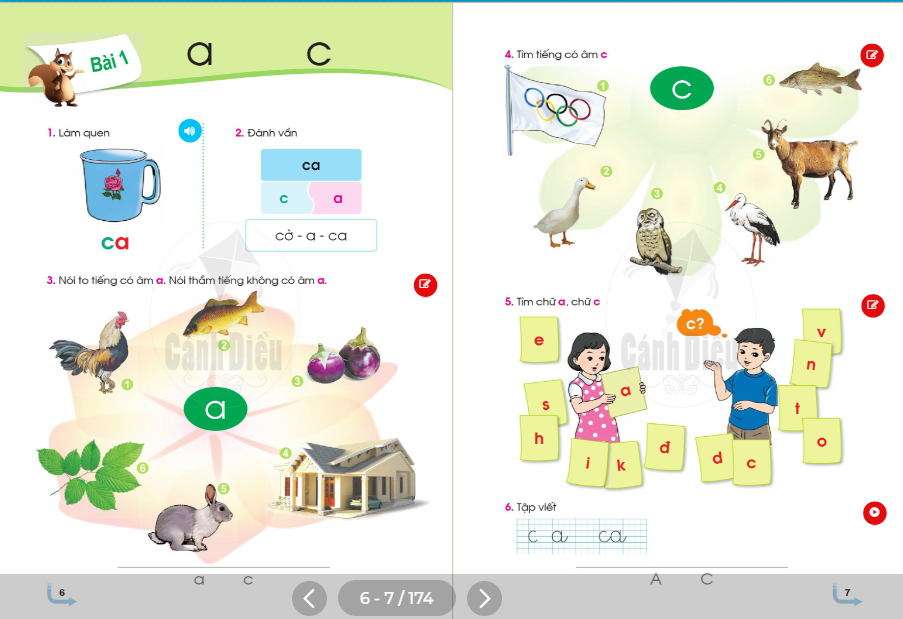 Bài 1
a c
1. Làm quen
ca
2. Đánh vần
ca
c a
cờ - a - ca
3. Nói to tiếng có âm a. Nói thầm tiếng không có âm a.
1
2
3
a
4
5
6
Cánh Diều
a c
6
4. Tìm tiếng có âm c
c
1
2
3
4
5
6
5. Tìm chữ a, chữ c
c?
e
s
h
a
i
k
đ
d
c
v
n
t
o
Cánh Diều
6. Tập viết
c a ca
A C
7
6 - 7 / 174